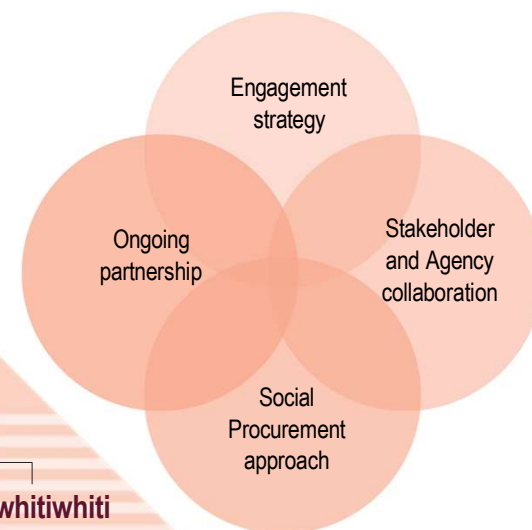 Engagement
strategy
Ongoing
partnership
Stakeholder
and Agency
collaboration
Social
Procurement
approach
whitiwhiti